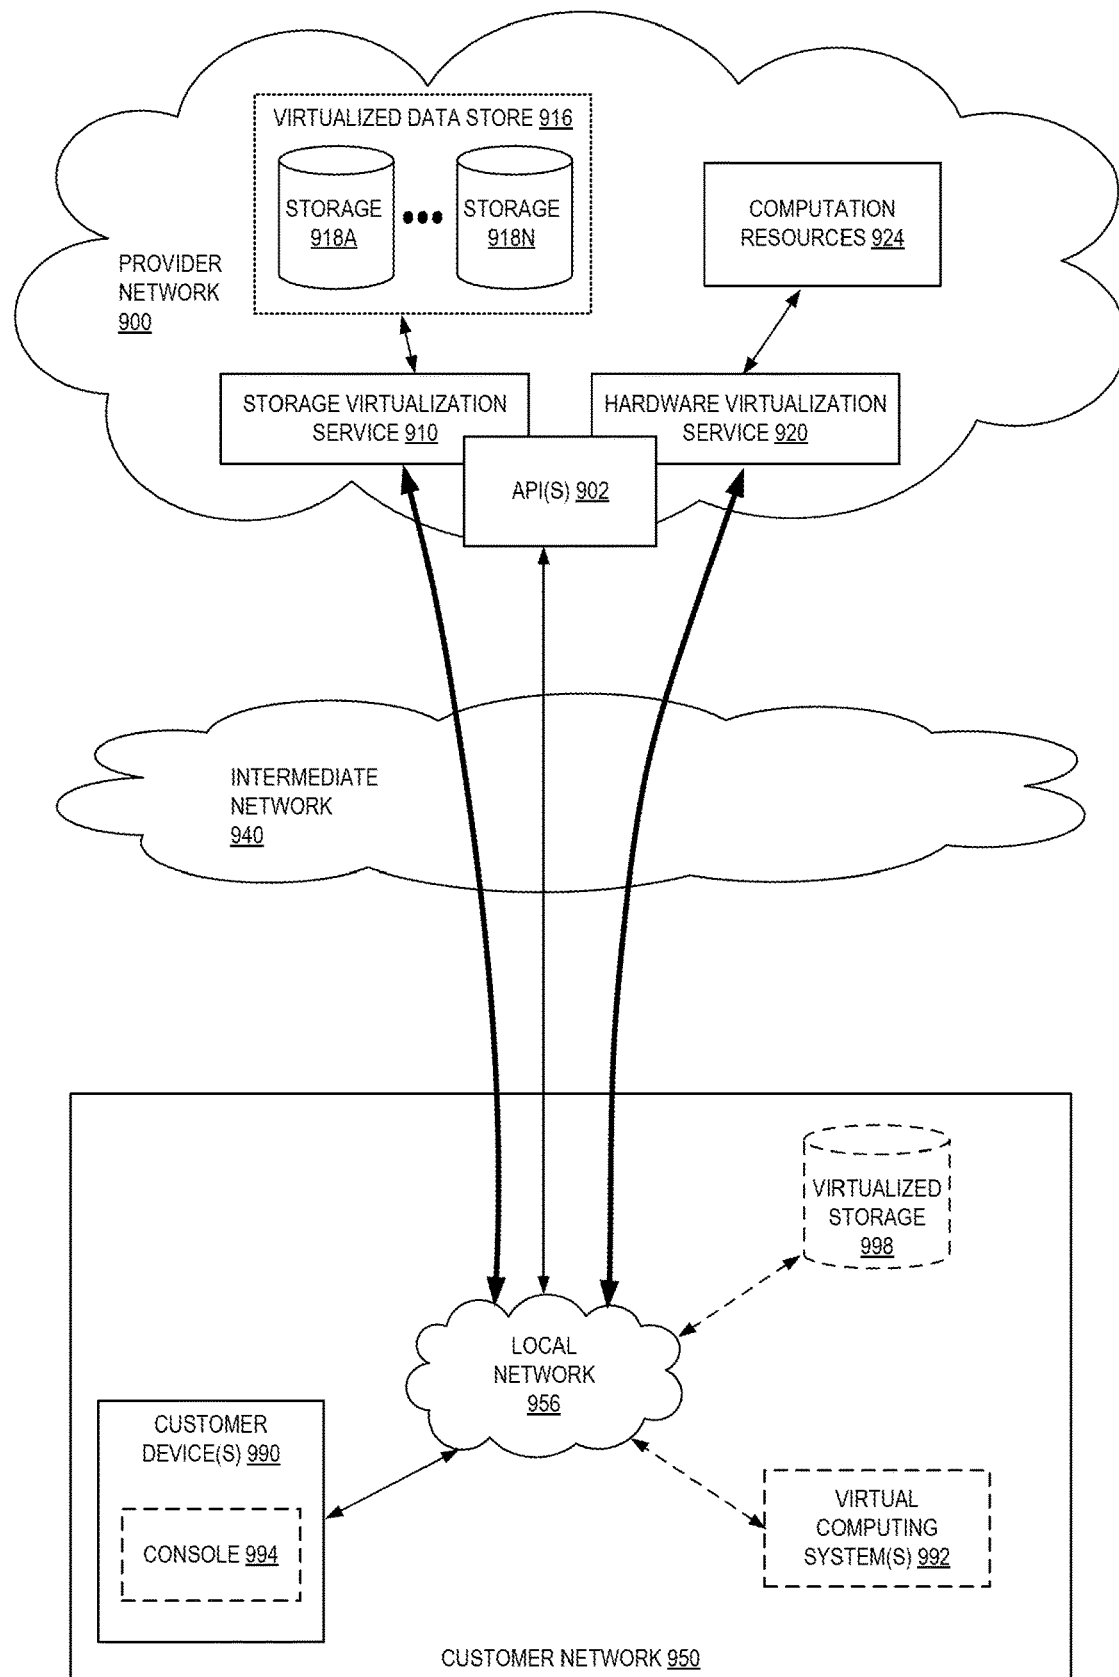 VIRTUALIZED DATA STORE 916
STORAGE
918A
STORAGE
918N
COMPUTATION
RESOURCES 924
PROVIDER
NETWORK
900
STORAGE VIRTUALIZATION
SERVICE 910
HARDWARE VIRTUALIZATION
SERVICE 920
API(S) 902
INTERMEDIATE
NETWORK
940
VIRTUALIZED
STORAGE
998
LOCAL
NETWORK
956
CUSTOMER
DEVICE(S) 990
CONSOLE 994
VIRTUAL
COMPUTING
SYSTEM(S) 992
CUSTOMER NETWORK 950